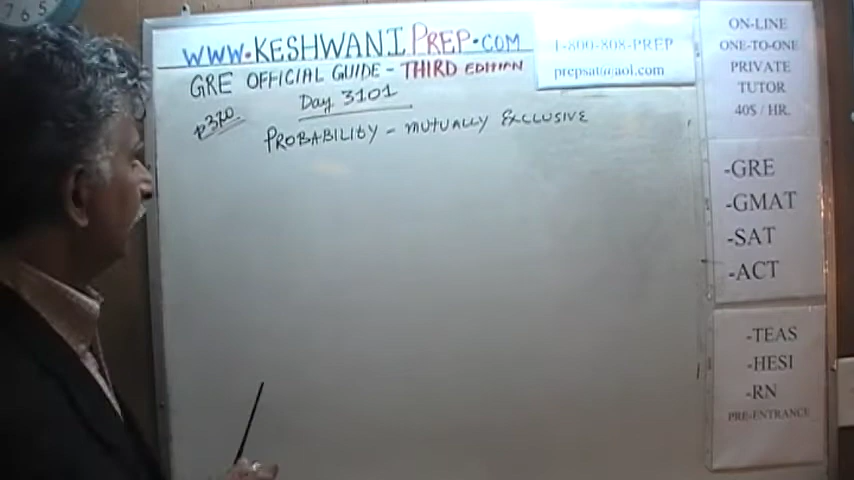 765
WWW.KESHWANIPREP.COM
GRE OFFICIAL GUIDE - THIRD EDITION
Day 3101
P320
PROBABILITY - MUTUALLY EXCLUSIVE
1-800-808-PREP
prepsat@aol.com
ON-LINE
ONE-TO-ONE
PRIVATE
TUTOR
40$ / HR.
-GRE
-GMAT
-SAT
-ACT
-TEAS
-HESI
-RN
PRE-ENTRANCE